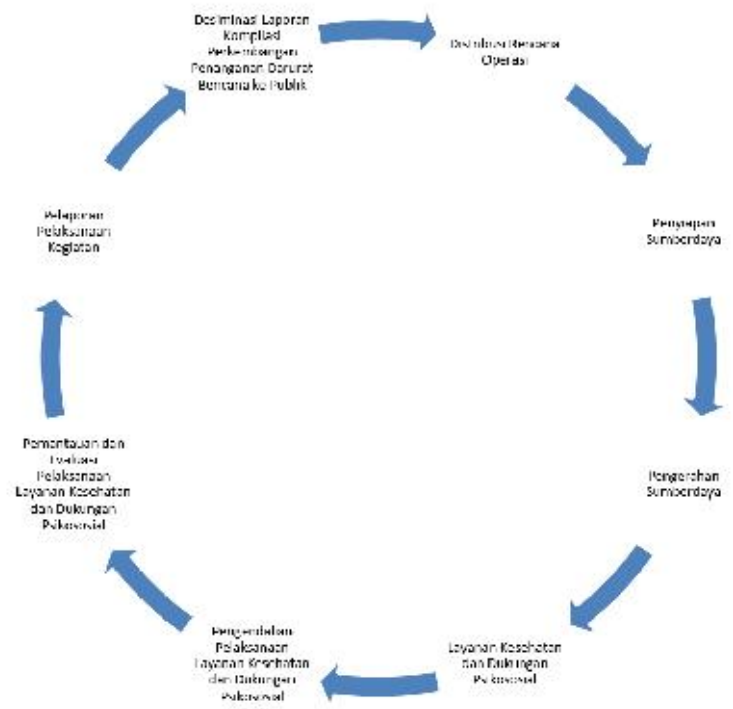 Desiminasi Laporan
Kompilasi
Perkembangan
Penanganan Darurat
Bencana ke Publik
Distribusi Rencana
Operasi
Penyiapan
Sumberdaya
Pengerahan
Sumberdaya
Layanan Kesehatan
dan Dukungan
Psikososial
Pengendalian
Pelaksanaan
Layanan Kesehatan
dan Dukungan
Psikososial
Pemantauan dan
Evaluasi
Pelaksanaan
Layanan Kesehatan
dan Dukungan
Psikososial
Pelaporan
Pelaksanaan
Kegiatan